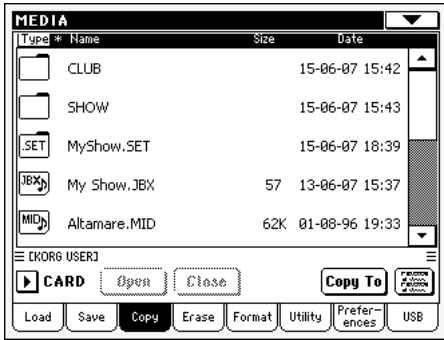 MEDIA
Type * Name Size Date
CLUB 15-06-07 15:42
SHOW 15-06-07 15:43
.SET MyShow.SET 15-06-07 18:39
JBX My Show.JBX 57 13-06-07 15:37
MID Altamare.MID 62K 01-08-96 19:33
[KORG USER]
CARD Open Close Copy To
Load Save Copy Erase Format Utility Prefer-
ences USB